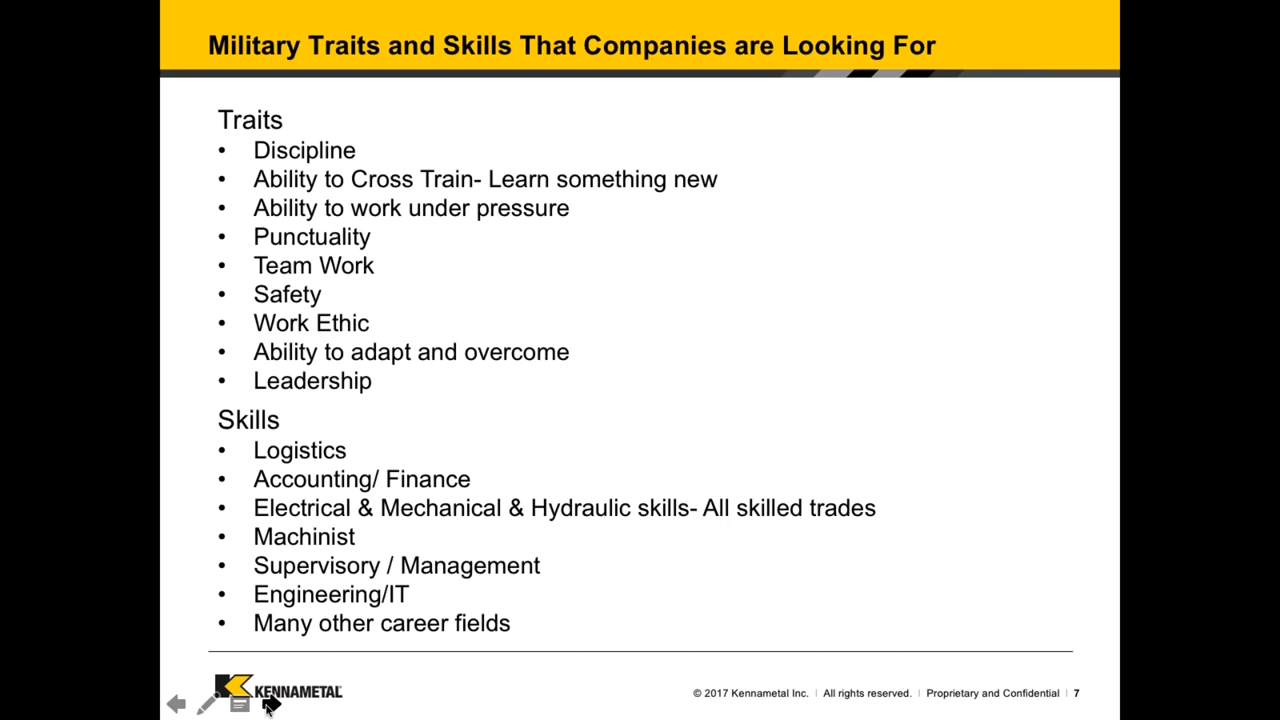 Military Traits and Skills That Companies are Looking For
Traits
• Discipline
• Ability to Cross Train- Learn something new
• Ability to work under pressure
• Punctuality
• Team Work
• Safety
• Work Ethic
• Ability to adapt and overcome
• Leadership
Skills
• Logistics
• Accounting/ Finance
• Electrical & Mechanical & Hydraulic skills- All skilled trades
• Machinist
• Supervisory / Management
• Engineering/IT
• Many other career fields
KENNAMETAL
© 2017 Kennametal Inc. | All rights reserved. | Proprietary and Confidential | 7